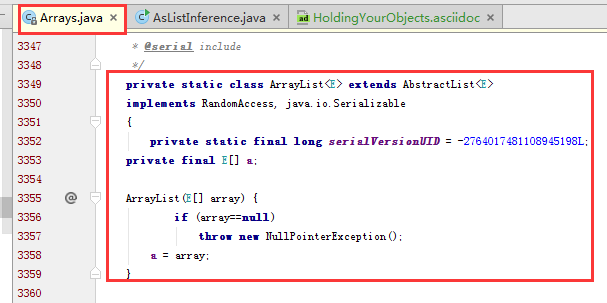 Arrays.java × AsListInference.java × HoldingYourObjects.asciidoc ×
3347 * @serial include
3348 */
3349 private static class ArrayList<E> extends AbstractList<E>
3350 implements RandomAccess, java.io.Serializable
3351 {
3352 private static final long serialVersionUID = -2764017481108945198L;
3353 private final E[] a;
3354
3355 @ ArrayList(E[] array) {
3356 if (array==null)
3357 throw new NullPointerException();
3358 a = array;
3359 }
3360